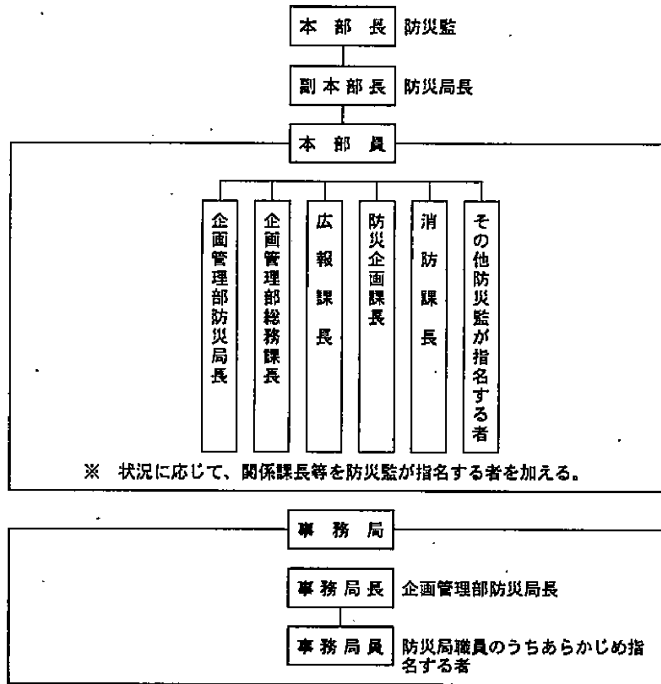 本部長 防災監
副本部長 防災局長
本部員
企画管理部防災局長
企画管理部総務課長
広報課長
防災企画課長
消防課長
その他防災監が指名する者
※ 状況に応じて、関係課長等を防災監が指名する者を加える。
事務局
事務局長 企画管理部防災局長
事務局員 防災局職員のうちあらかじめ指
名する者